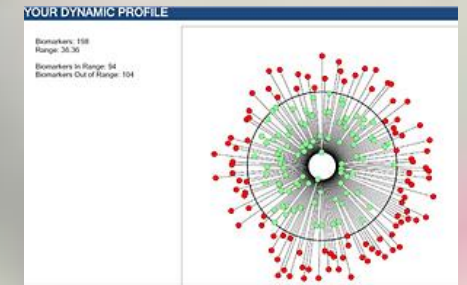 YOUR DYNAMIC PROFILE
Biomarkers: 158
Range: 36.36
Biomarkers In Range: 54
Biomarkers Out of Range: 104